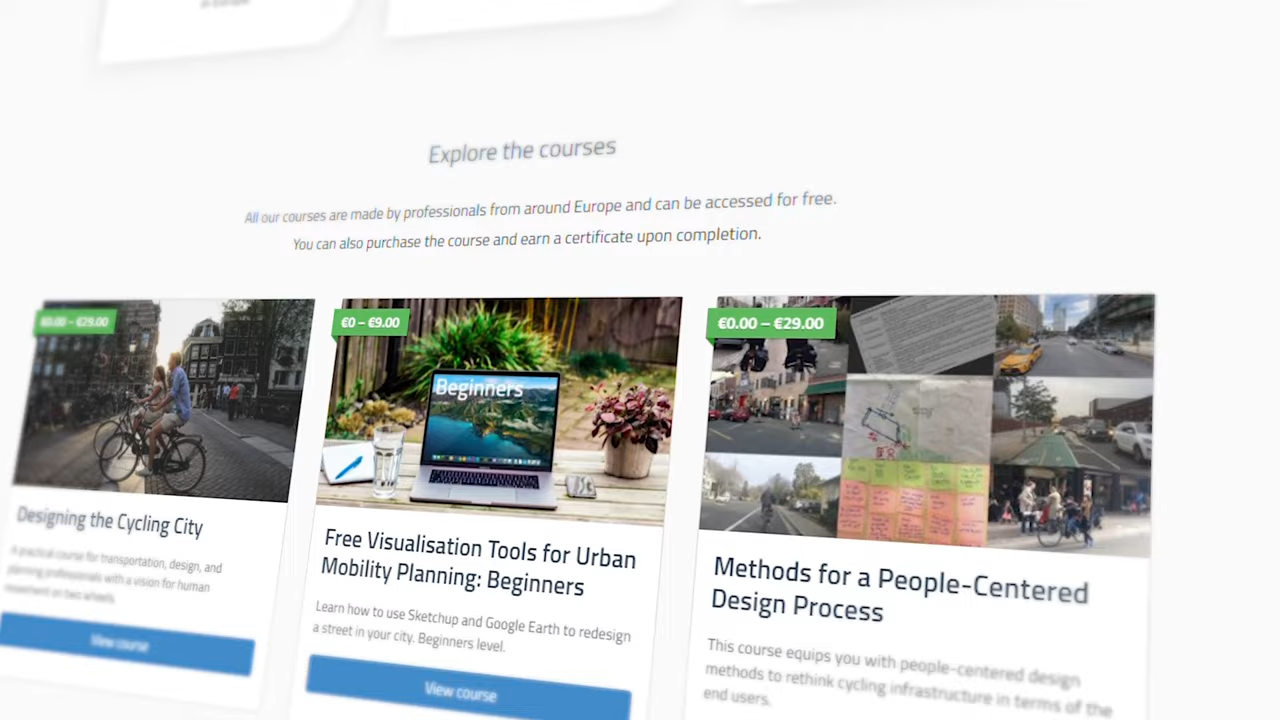 Explore the courses
All our courses are made by professionals from around Europe and can be accessed for free.
You can also purchase the course and earn a certificate upon completion.
€0.00 – €29.00
€0 – €9.00
€0.00 – €29.00
Beginners
Designing the Cycling City
A practical course for transportation, design, and
planning professionals with a vision for human
movement on two wheels.
View course
Free Visualisation Tools for Urban
Mobility Planning: Beginners
Learn how to use Sketchup and Google Earth to redesign
a street in your city. Beginners level.
View course
Methods for a People-Centered
Design Process
This course equips you with people-centered design
methods to rethink cycling infrastructure in terms of the
end users.